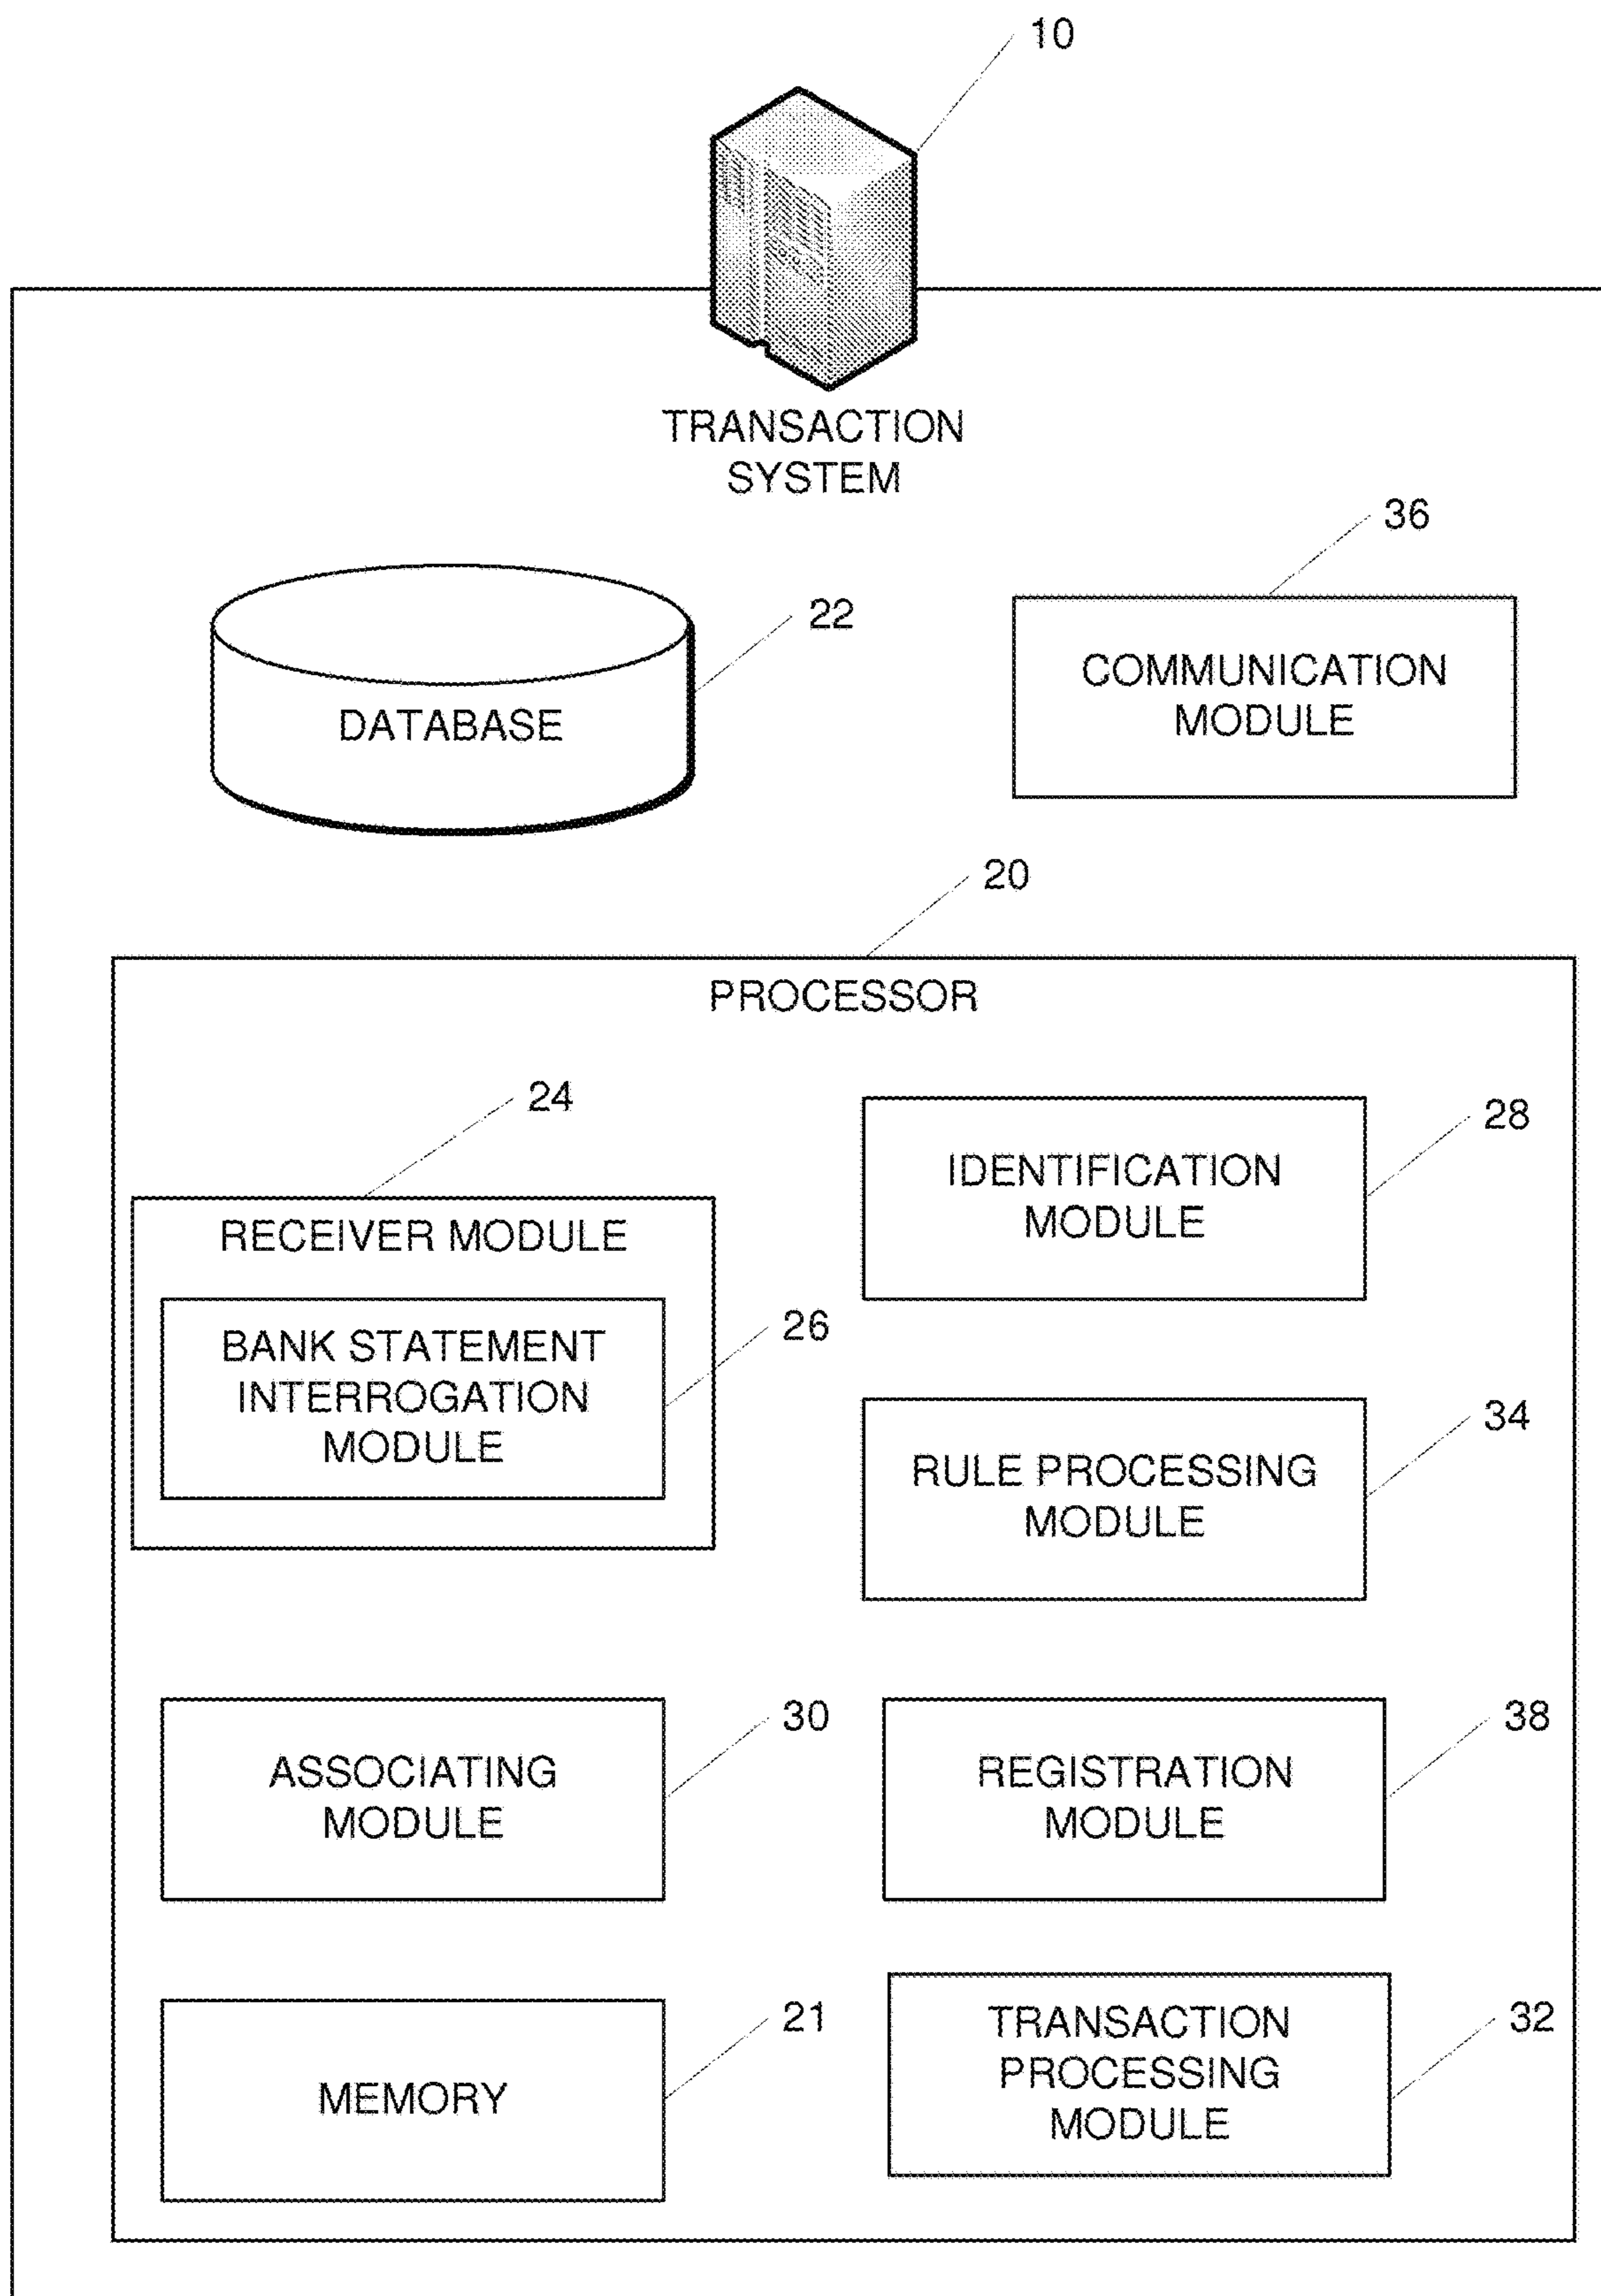 10
TRANSACTION
SYSTEM
36
22
COMMUNICATION
MODULE
DATABASE
20
PROCESSOR
24
28
IDENTIFICATION
MODULE
RECEIVER MODULE
26
BANK STATEMENT
INTERROGATION
MODULE
34
RULE PROCESSING
MODULE
30
38
ASSOCIATING
MODULE
REGISTRATION
MODULE
21
32
TRANSACTION
PROCESSING
MODULE
MEMORY